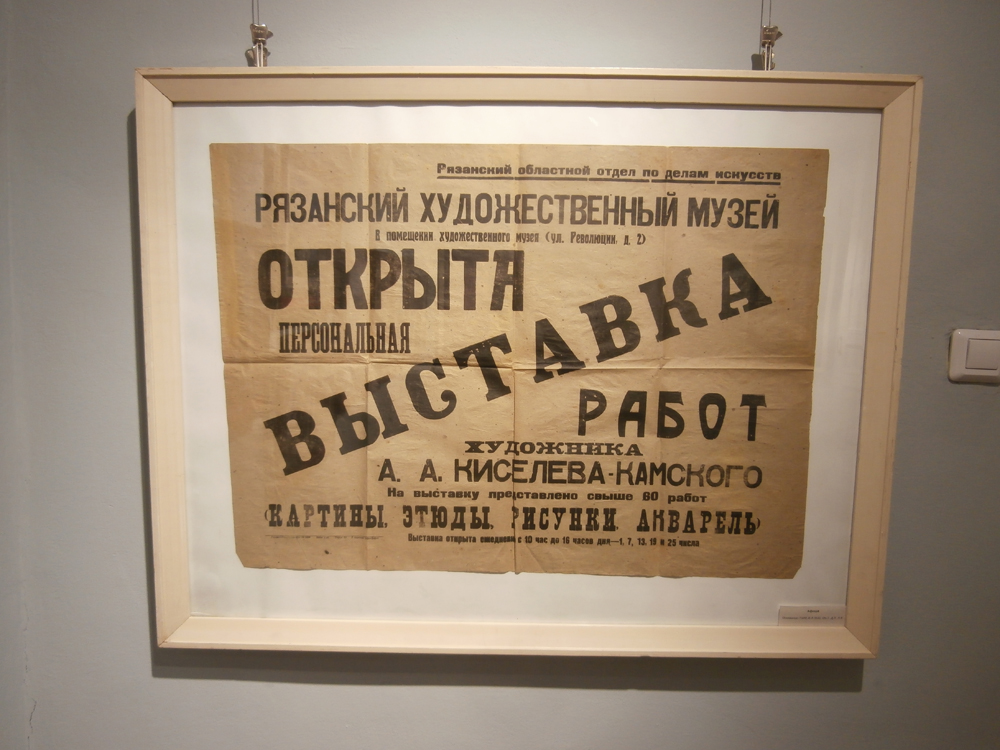 Рязанский областной отдел по делам искусств
РЯЗАНСКИЙ ХУДОЖЕСТВЕННЫЙ МУЗЕЙ
В помещении художественного музея (ул. Революции, д. 2)
ОТКРЫТА
ПЕРСОНАЛЬНАЯ
ВЫСТАВКА
РАБОТ
ХУДОЖНИКА
А. А. КИСЕЛЕВА-КАМСКОГО
На выставку представлено свыше 60 работ
(КАРТИНЫ, ЭТЮДЫ, РИСУНКИ, АКВАРЕЛЬ)
Выставка открыта ежедневно с 10 час до 16 часов дня—1, 7, 13, 19 и 25 числа